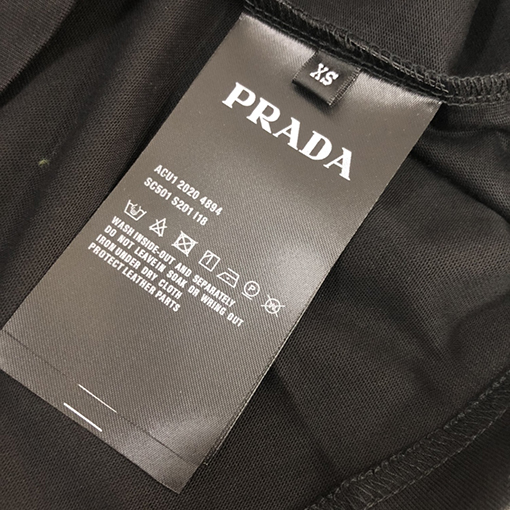 XS
PRADA
ACU1 2020 4894
SC501 S201 I18
WASH INSIDE-OUT AND SEPARATELY
DO NOT LEAVE IN SOAK OR WRING OUT
IRON UNDER DRY CLOTH
PROTECT LEATHER PARTS